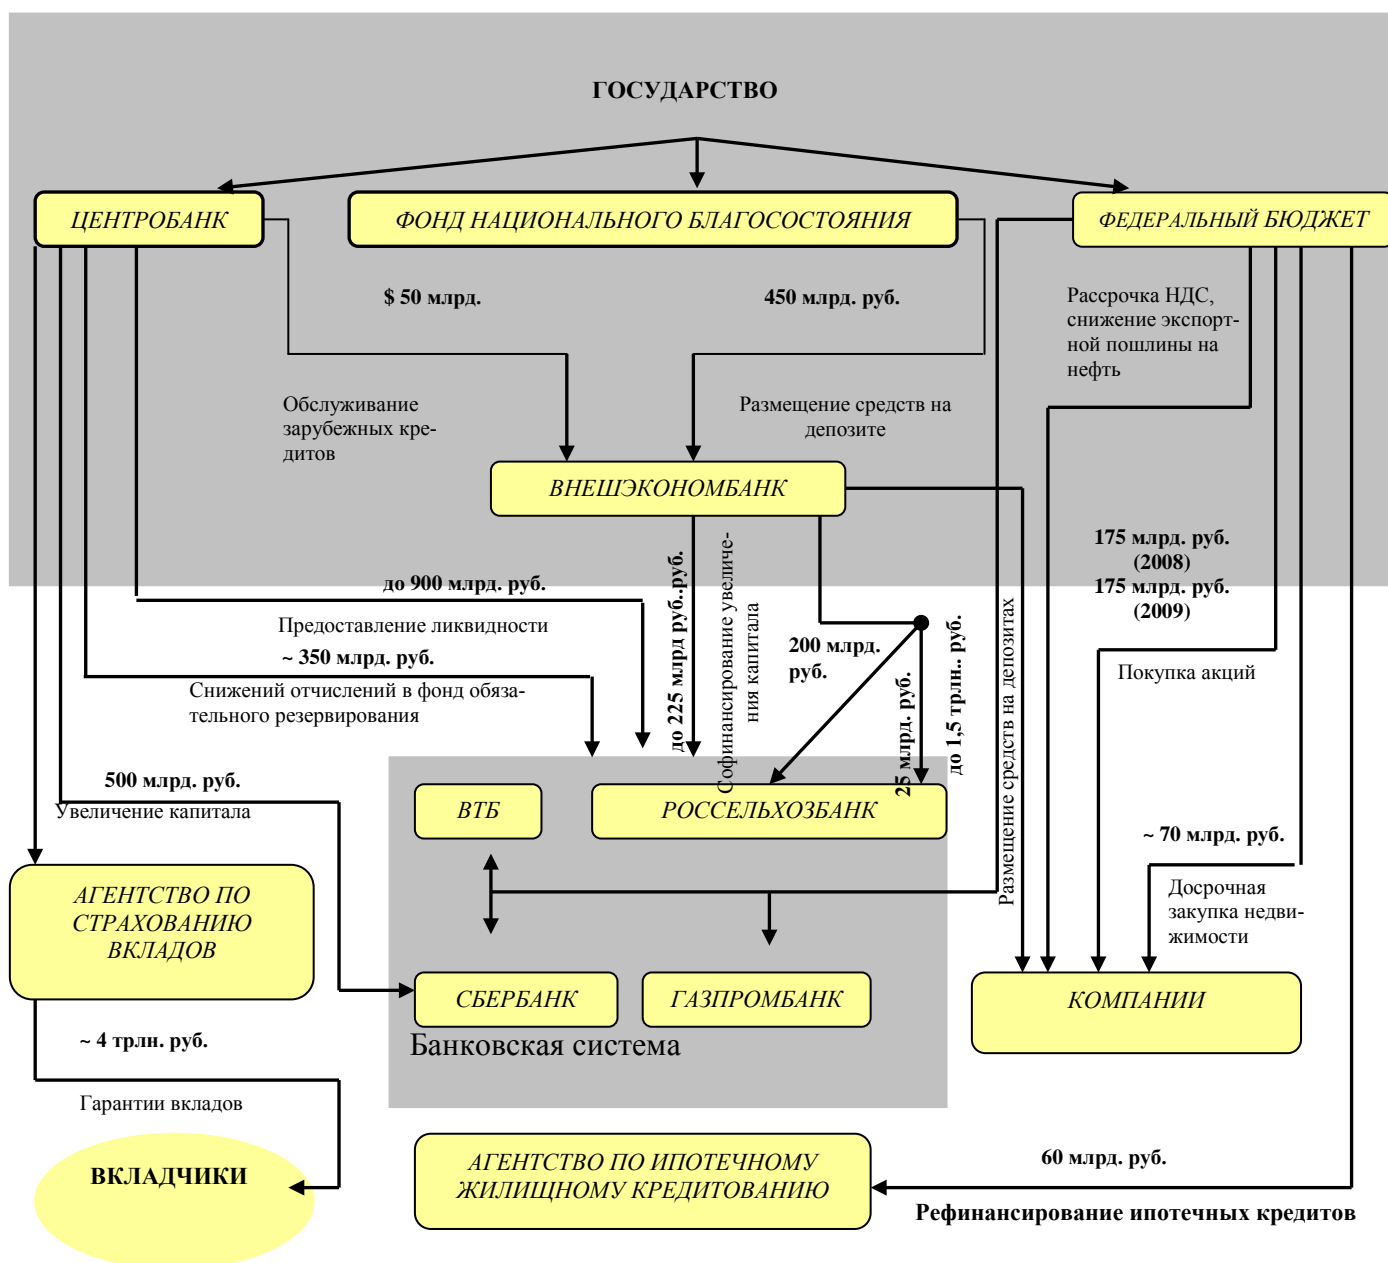 ГОСУДАРСТВО
ЦЕНТРОБАНК
ФОНД НАЦИОНАЛЬНОГО БЛАГОСОСТОЯНИЯ
ФЕДЕРАЛЬНЫЙ БЮДЖЕТ
$ 50 млрд.
450 млрд. руб.
Рассрочка НДС,
снижение экспорт-
ной пошлины на
нефть
Обслуживание
зарубежных кре-
дитов
Размещение средств на
депозите
ВНЕШЭКОНОМБАНК
175 млрд. руб.
(2008)
175 млрд. руб.
(2009)
до 900 млрд. руб.
Предоставление ликвидности
~ 350 млрд. руб.
Снижений отчислений в фонд обяза-
тельного резервирования
до 225 млрд руб..руб.
Софинансирование увеличе-
ния капитала
200 млрд.
руб.
25 млрд. руб.
до 1,5 трлн.. руб.
Размещение средств на депозитах
Покупка акций
500 млрд. руб.
Увеличение капитала
ВТБ
РОССЕЛЬХОЗБАНК
~ 70 млрд. руб.
Досрочная
закупка недви-
жимости
АГЕНТСТВО ПО
СТРАХОВАНИЮ
ВКЛАДОВ
СБЕРБАНК
ГАЗПРОМБАНК
КОМПАНИИ
Банковская система
~ 4 трлн. руб.
Гарантии вкладов
ВКЛАДЧИКИ
АГЕНТСТВО ПО ИПОТЕЧНОМУ
ЖИЛИЩНОМУ КРЕДИТОВАНИЮ
60 млрд. руб.
Рефинансирование ипотечных кредитов